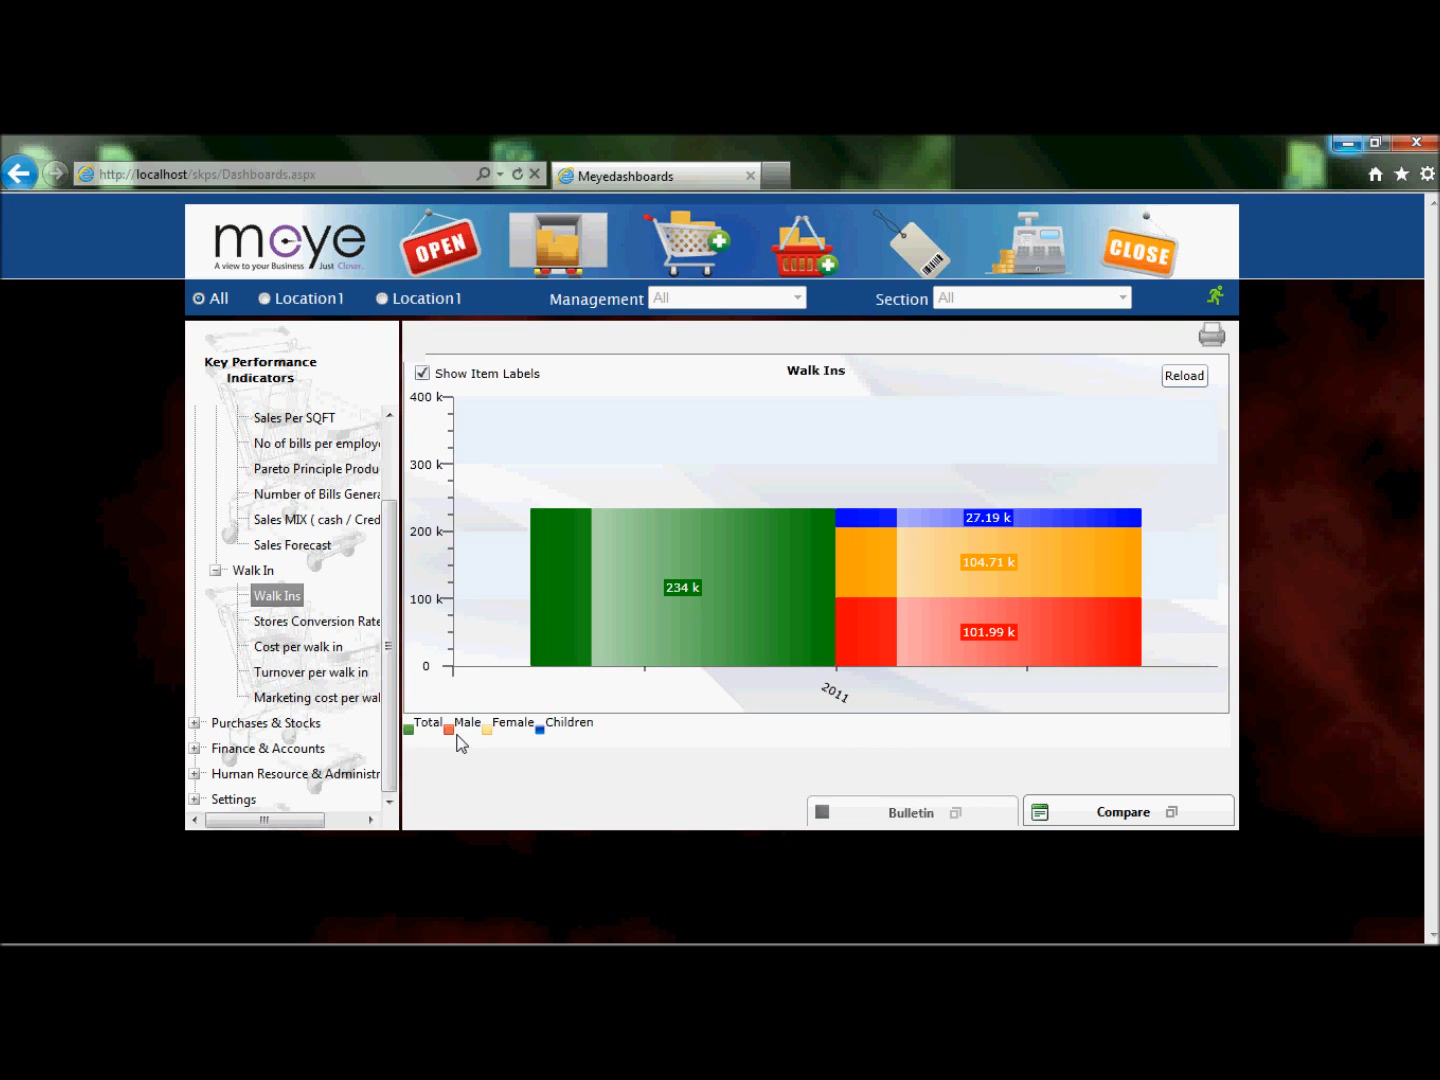 http://localhost/skps/Dashboards.aspx
Meyedashboards
meye
A view to your Business Just Closer.
OPEN
CLOSE
All
Location1
Location1
Management
All
Section
All
Key Performance
Indicators
Sales Per SQFT
No of bills per employe
Pareto Principle Produ
Number of Bills Genera
Sales MIX ( cash / Cred
Sales Forecast
Walk In
Walk Ins
Stores Conversion Rate
Cost per walk in
Turnover per walk in
Marketing cost per wal
Purchases & Stocks
Finance & Accounts
Human Resource & Administr
Settings
Show Item Labels
Walk Ins
Reload
400 k
300 k
200 k
100 k
0
234 k
27.19 k
104.71 k
101.99 k
2011
Total
Male
Female
Children
Bulletin
Compare